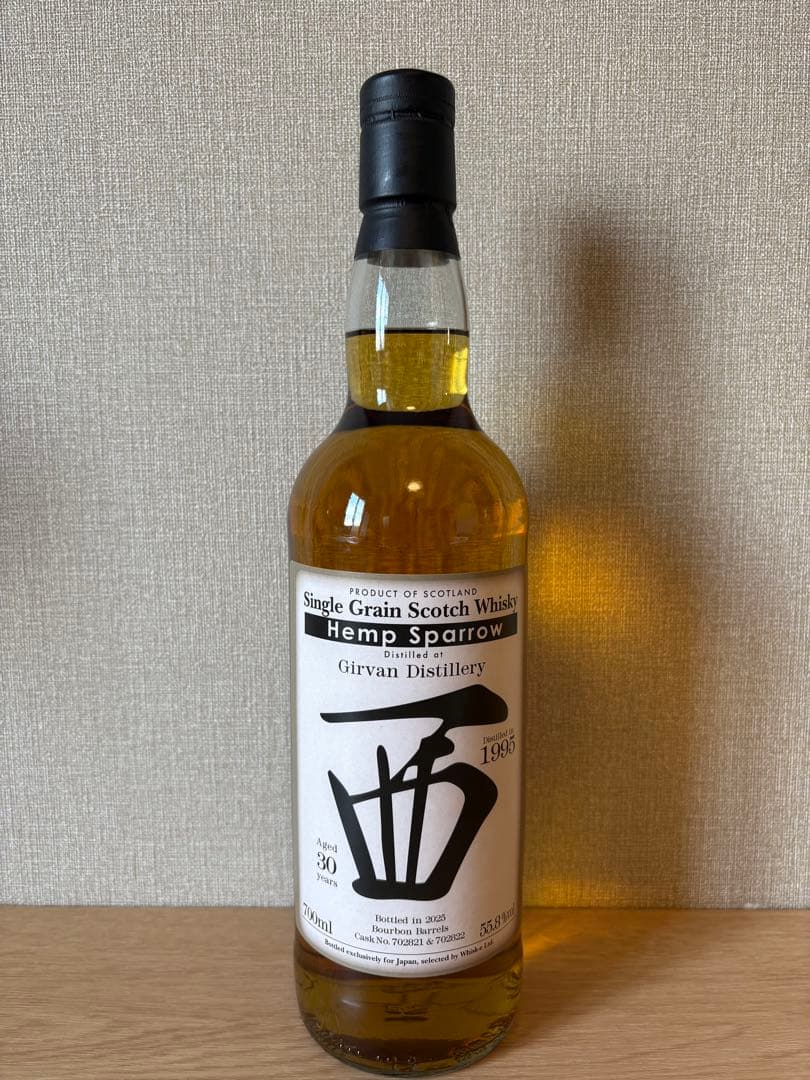 PRODUCT OF SCOTLAND
Single Grain Scotch Whisky
Hemp Sparrow
Distilled at
Girvan Distillery
西
Distilled in
1995
Aged
30
years
700ml
Bottled in 2025
Bourbon Barrels
Cask No. 702821 & 702822
55.8%vol
Bottled exclusively for Japan, selected by Whisk-e Ltd.